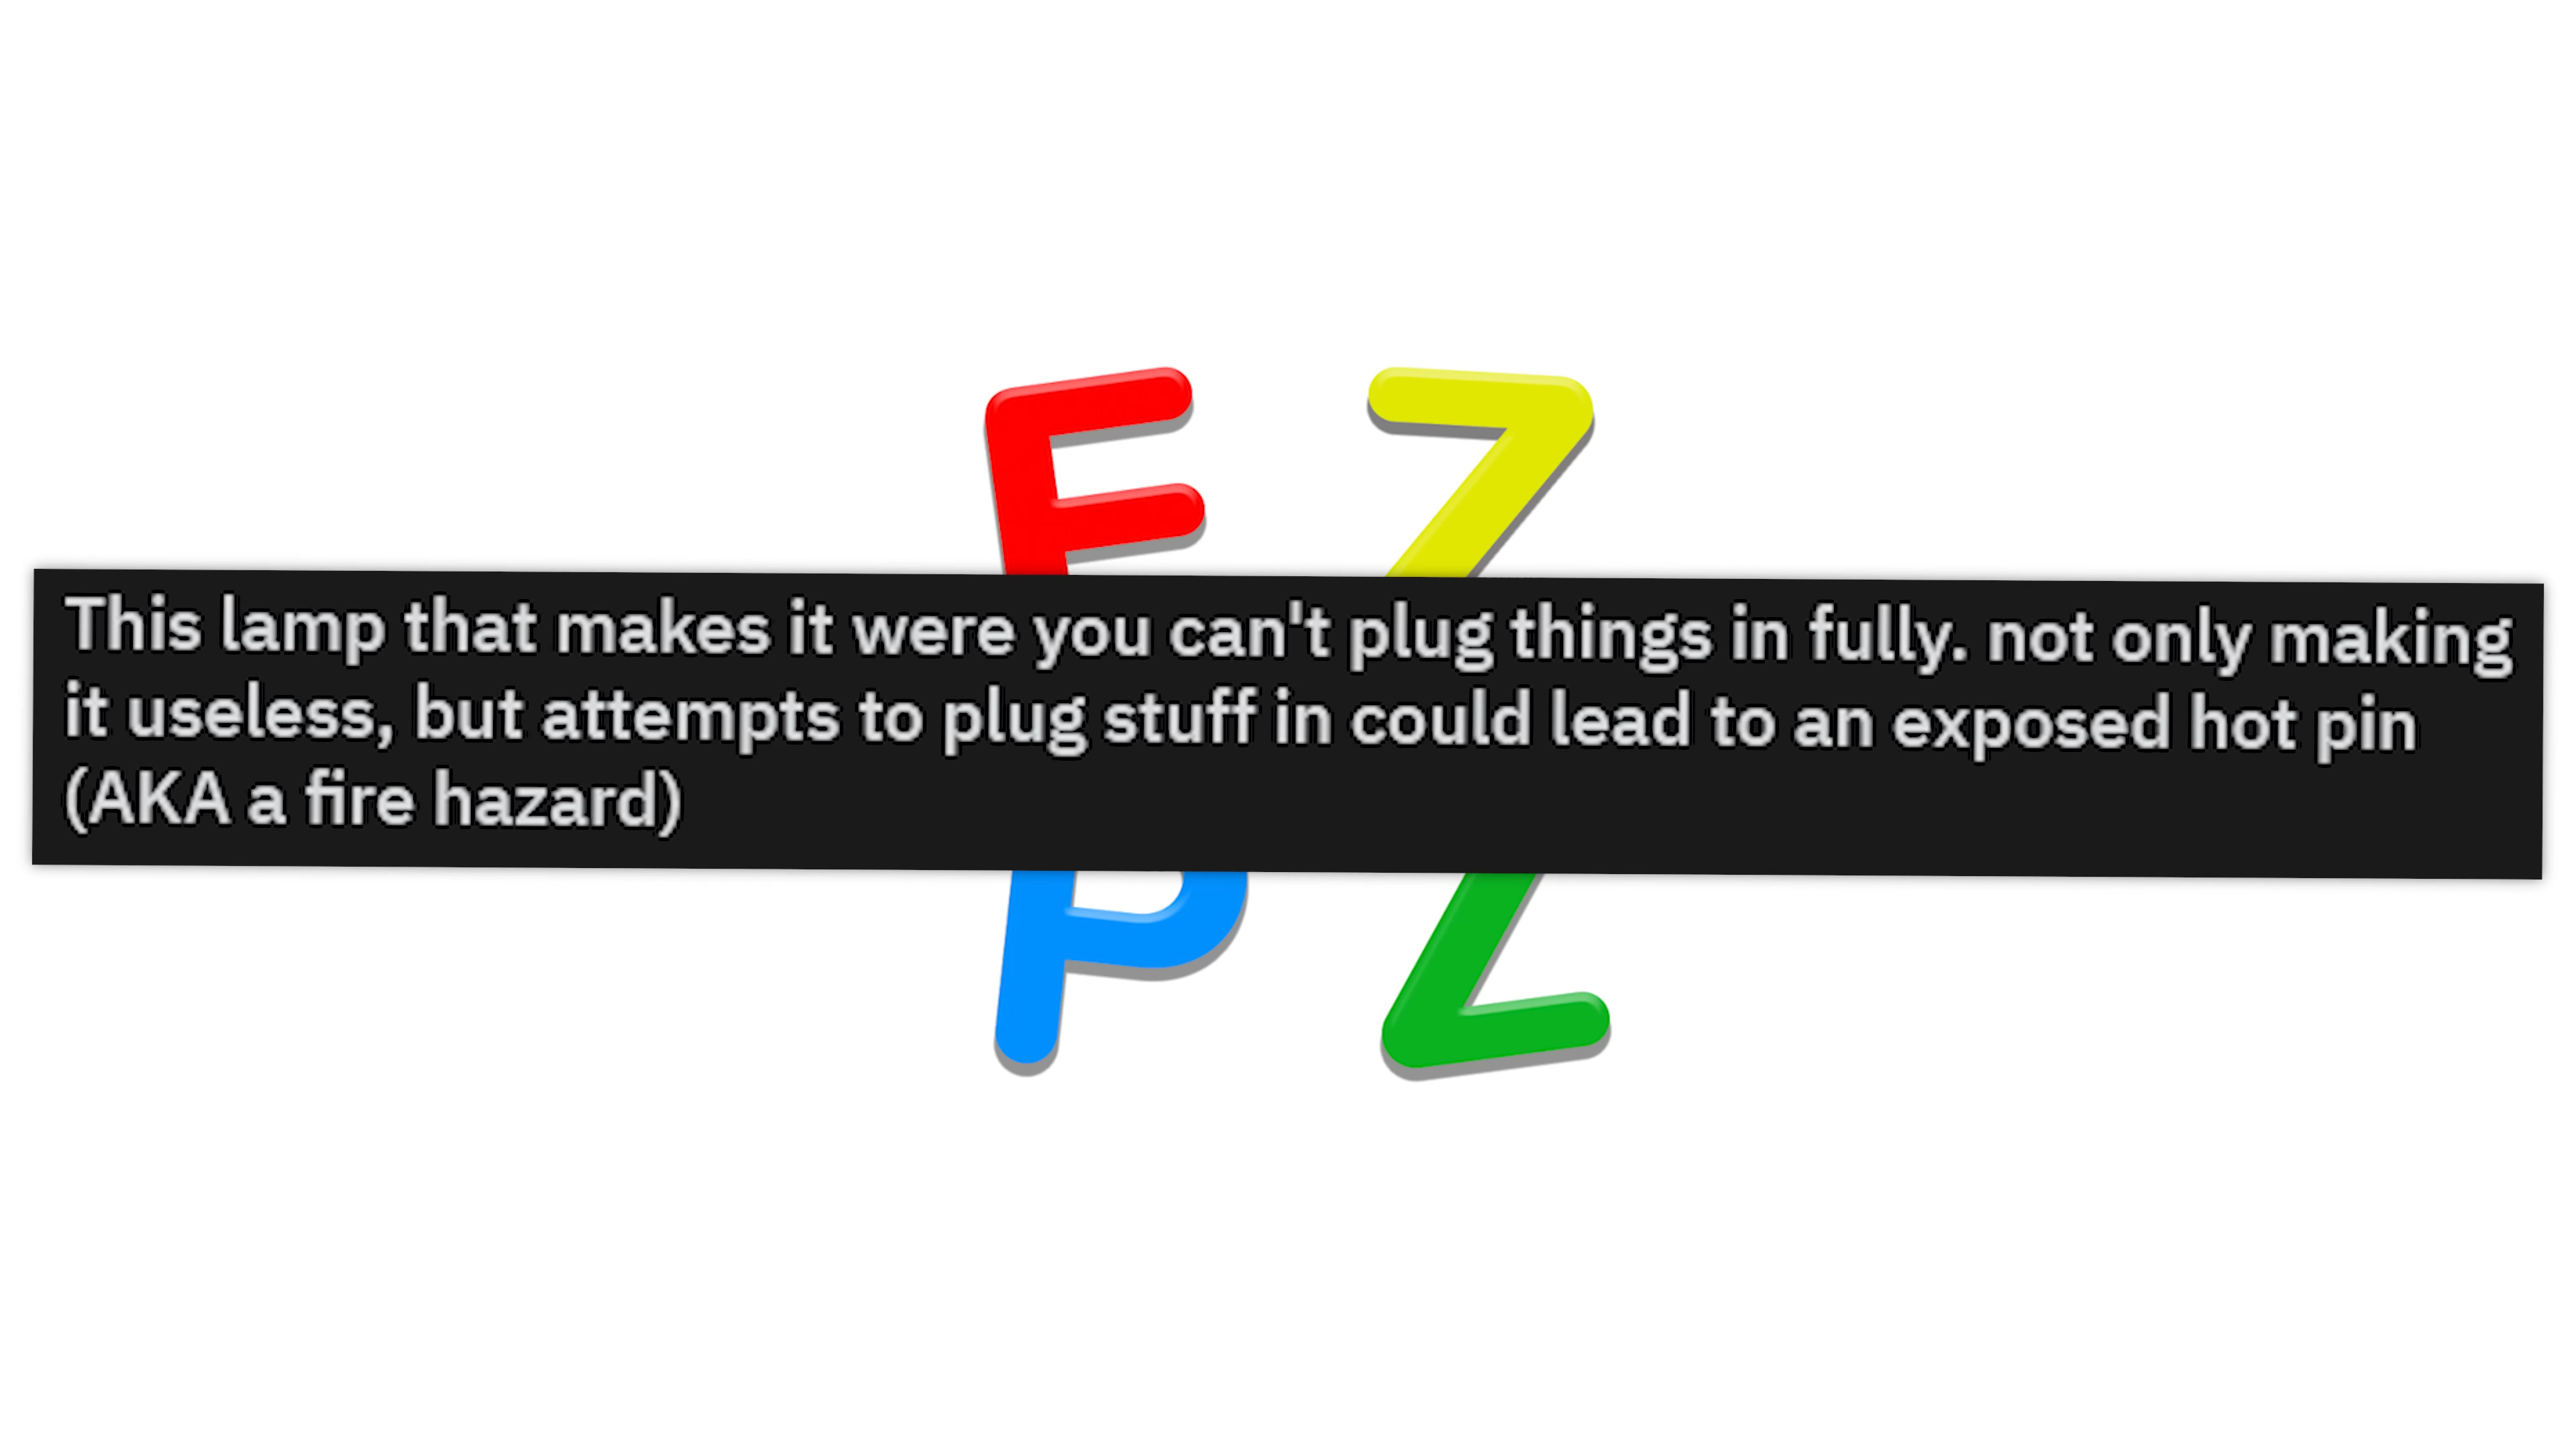 F Z
This lamp that makes it were you can't plug things in fully. not only making
it useless, but attempts to plug stuff in could lead to an exposed hot pin
(AKA a fire hazard)
P Z